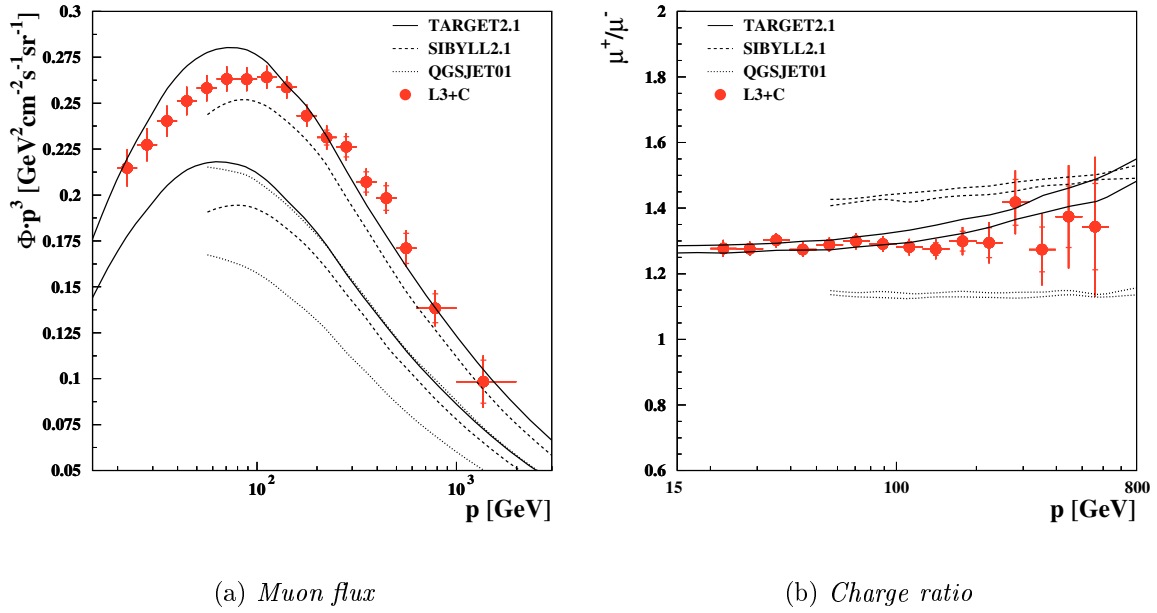 Φ·p³ [GeV²cm⁻²s⁻¹sr⁻¹]
0.3
0.275
0.25
0.225
0.2
0.175
0.15
0.125
0.1
0.075
0.05
TARGET2.1
SIBYLL2.1
QGSJET01
L3+C
10²
10³
p [GeV]
(a) Muon flux
μ⁺/μ⁻
2
1.8
1.6
1.4
1.2
1
0.8
0.6
TARGET2.1
SIBYLL2.1
QGSJET01
L3+C
15
100
800
p [GeV]
(b) Charge ratio